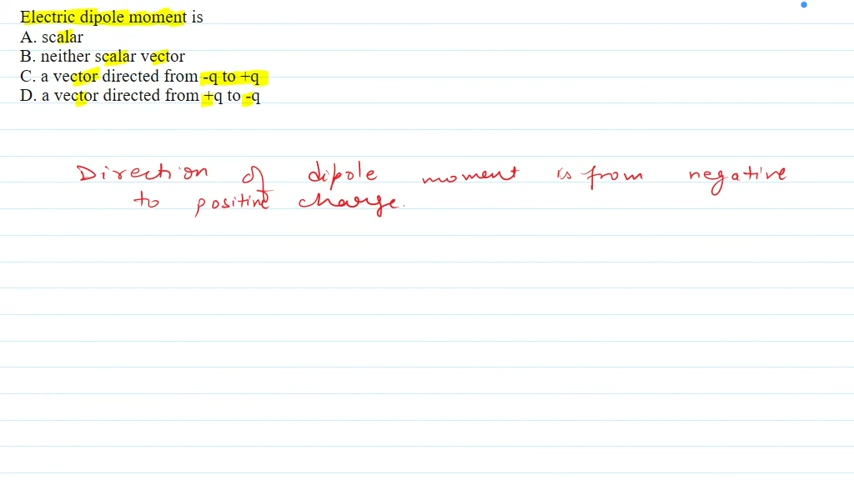 Electric dipole moment is
A. scalar
B. neither scalar vector
C. a vector directed from -q to +q
D. a vector directed from +q to -q
Direction of dipole moment is from negative
to positive charge.